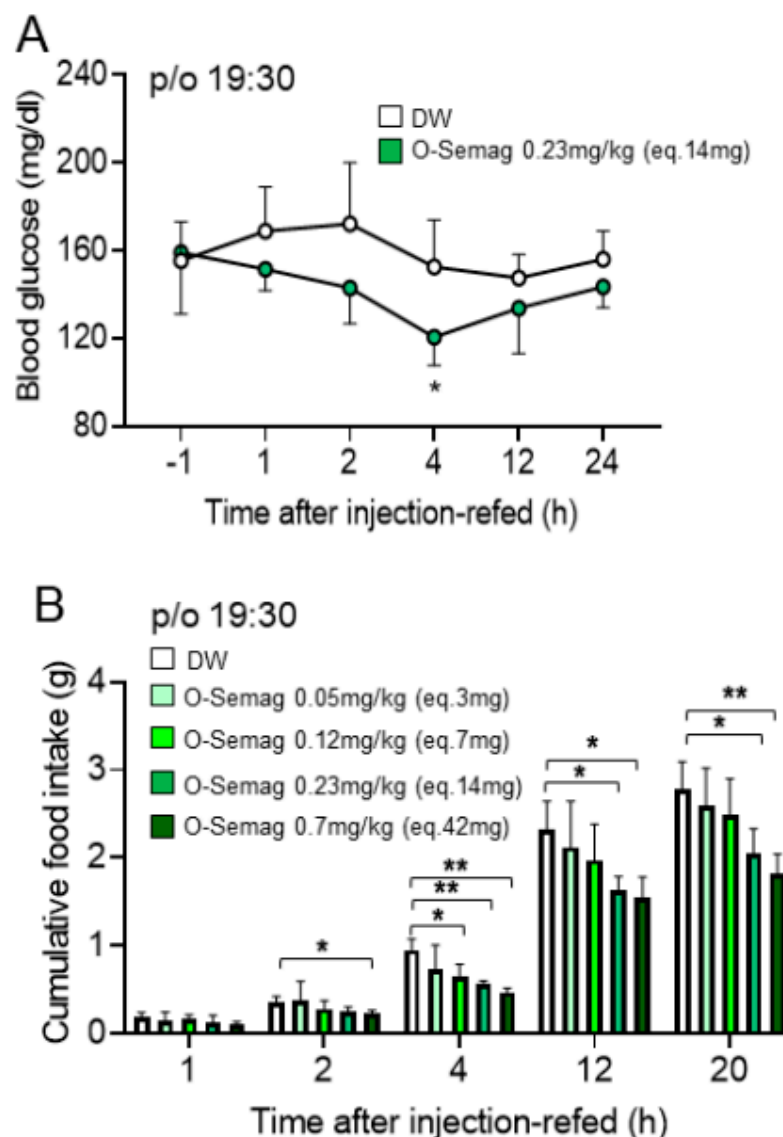 A
p/o 19:30
DW
O-Semag 0.23mg/kg (eq.14mg)
Blood glucose (mg/dl)
240
200
160
120
80
*
-1 1 2 4 12 24
Time after injection-refed (h)
B
p/o 19:30
DW
O-Semag 0.05mg/kg (eq.3mg)
O-Semag 0.12mg/kg (eq.7mg)
O-Semag 0.23mg/kg (eq.14mg)
O-Semag 0.7mg/kg (eq.42mg)
Cumulative food intake (g)
4
3
2
1
0
*
**
**
*
*
*
**
*
1 2 4 12 20
Time after injection-refed (h)